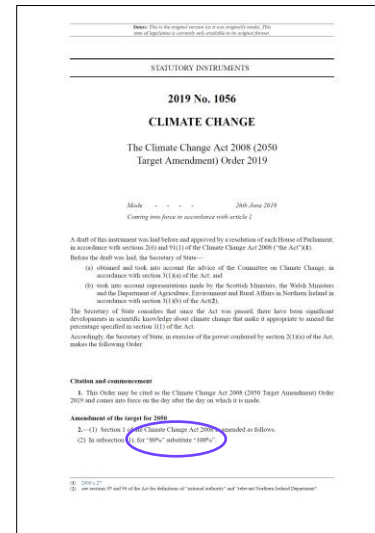 Status: This is the original version (as it was originally made). This
item of legislation is currently only available in its original format.
STATUTORY INSTRUMENTS
2019 No. 1056
CLIMATE CHANGE
The Climate Change Act 2008 (2050
Target Amendment) Order 2019
Made - - - - 26th June 2019
Coming into force in accordance with article 1
A draft of this instrument was laid before and approved by a resolution of each House of Parliament,
in accordance with sections 2(6) and 91(1) of the Climate Change Act 2008 (“the Act”)(1).
Before the draft was laid, the Secretary of State—
(a) obtained and took into account the advice of the Committee on Climate Change, in
accordance with section 3(1)(a) of the Act; and
(b) took into account representations made by the Scottish Ministers, the Welsh Ministers
and the Department of Agriculture, Environment and Rural Affairs in Northern Ireland in
accordance with section 3(1)(b) of the Act(2).
The Secretary of State considers that since the Act was passed, there have been significant
developments in scientific knowledge about climate change that make it appropriate to amend the
percentage specified in section 1(1) of the Act.
Accordingly, the Secretary of State, in exercise of the power conferred by section 2(1)(a) of the Act,
makes the following Order:
Citation and commencement
1. This Order may be cited as the Climate Change Act 2008 (2050 Target Amendment) Order
2019 and comes into force on the day after the day on which it is made.
Amendment of the target for 2050
2.—(1) Section 1 of the Climate Change Act 2008 is amended as follows.
(2) In subsection (1), for “80%” substitute “100%”.
(1) 2008 c.27
(2) see sections 95 and 96 of the Act for definitions of “national authority” and “relevant Northern Ireland Department”.